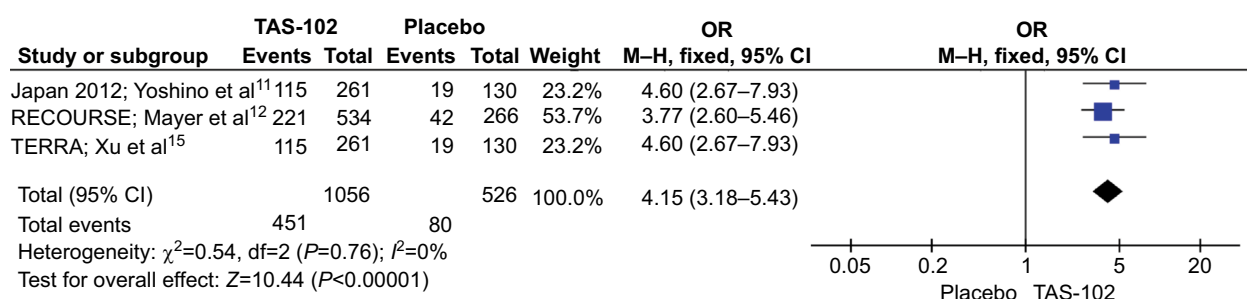 TAS-102 Placebo OR OR
Study or subgroup Events Total Events Total Weight M–H, fixed, 95% CI M–H, fixed, 95% CI
Japan 2012; Yoshino et al11 115 261 19 130 23.2% 4.60 (2.67–7.93)
RECOURSE; Mayer et al12 221 534 42 266 53.7% 3.77 (2.60–5.46)
TERRA; Xu et al15 115 261 19 130 23.2% 4.60 (2.67–7.93)
Total (95% CI) 1056 526 100.0% 4.15 (3.18–5.43)
Total events 451 80
Heterogeneity: χ2=0.54, df=2 (P=0.76); I2=0%
Test for overall effect: Z=10.44 (P<0.00001)
0.05 0.2 1 5 20
Placebo TAS-102